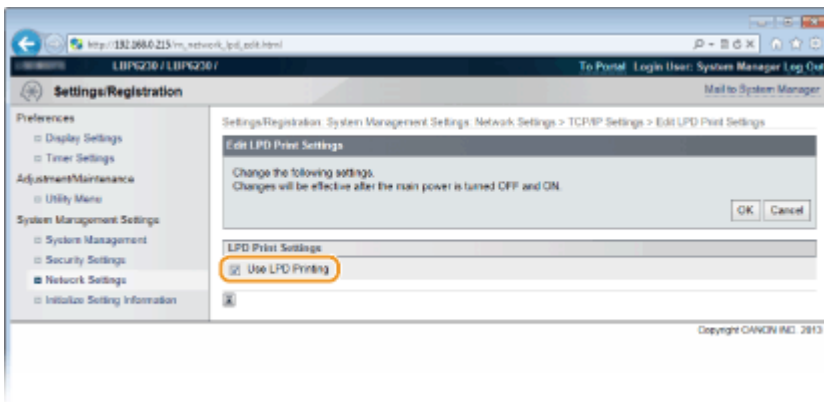 http://192.168.0.215/m_network_lpd_edit.html
LBP6230 / LBP6230 /
To Portal Login User: System Manager Log Out
Settings/Registration
Mail to System Manager
Preferences
Display Settings
Timer Settings
Adjustment/Maintenance
Utility Menu
System Management Settings
System Management
Security Settings
Network Settings
Initialize Setting Information
Settings/Registration: System Management Settings: Network Settings > TCP/IP Settings > Edit LPD Print Settings
Edit LPD Print Settings
Change the following settings.
Changes will be effective after the main power is turned OFF and ON.
OK Cancel
LPD Print Settings
Use LPD Printing
Copyright CANON INC. 2013